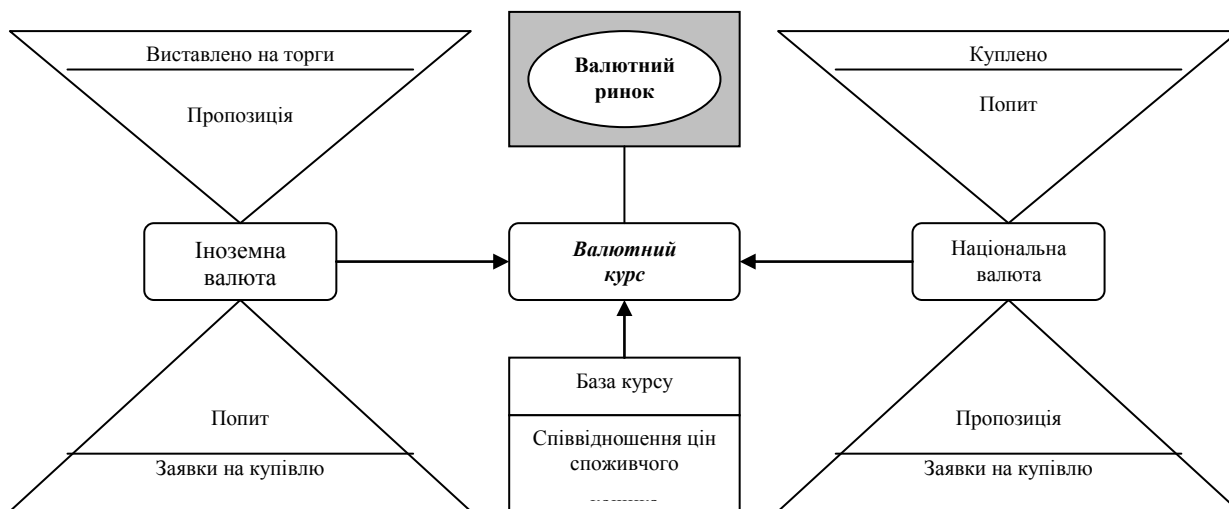 Виставлено на торги
Пропозиція
Валютний
ринок
Куплено
Попит
Іноземна
валюта
Валютний
курс
Національна
валюта
Попит
Заявки на купівлю
База курсу
Співвідношення цін
споживчого
Пропозиція
Заявки на купівлю